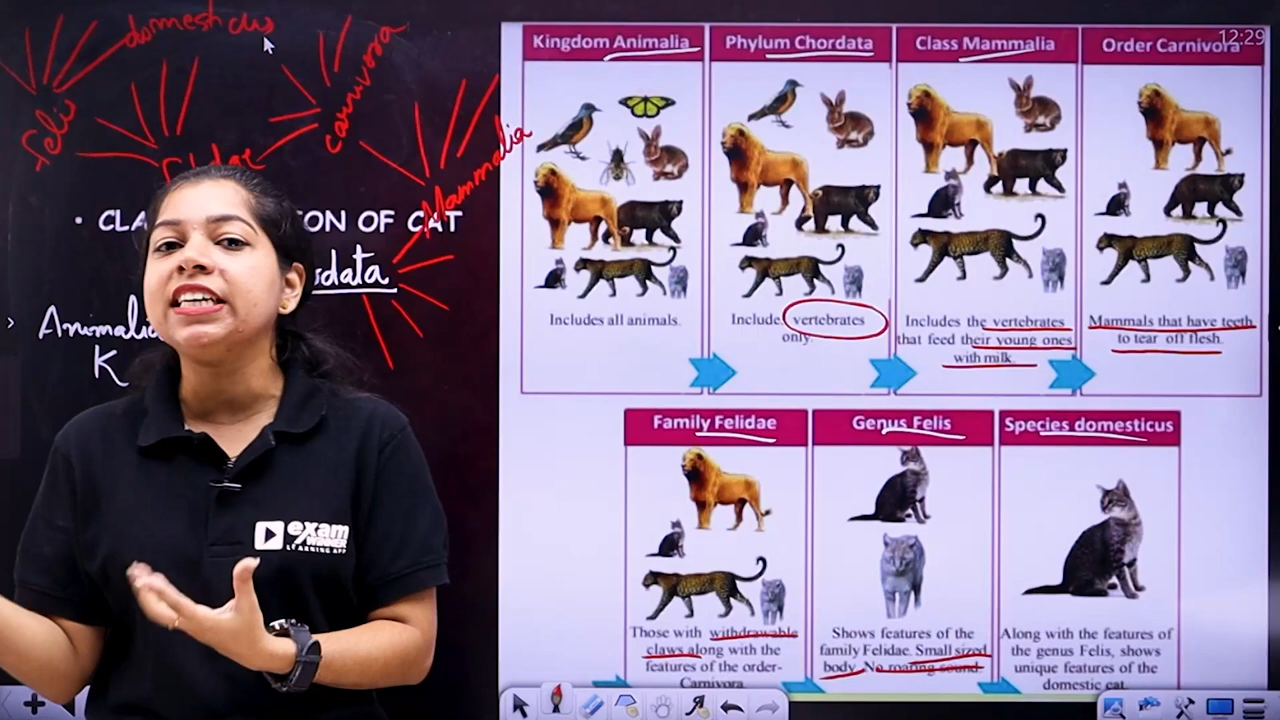 domesticus
Felis
carnivora
Mammalia
• CLA ION OF CAT
Animalia
K
exam
WINNER
LEARNING APP
12:29
Kingdom Animalia
Includes all animals.
Phylum Chordata
Include vertebrates
only.
Class Mammalia
Includes the vertebrates
that feed their young ones
with milk.
Order Carnivora
Mammals that have teeth
to tear off flesh.
Family Felidae
Those with withdrawable
claws along with the
features of the order-
Carnivora
Genus Felis
Shows features of the
family Felidae. Small sized
body. No roaring sound.
Species domesticus
Along with the features of
the genus Felis, shows
unique features of the
domestic cat.